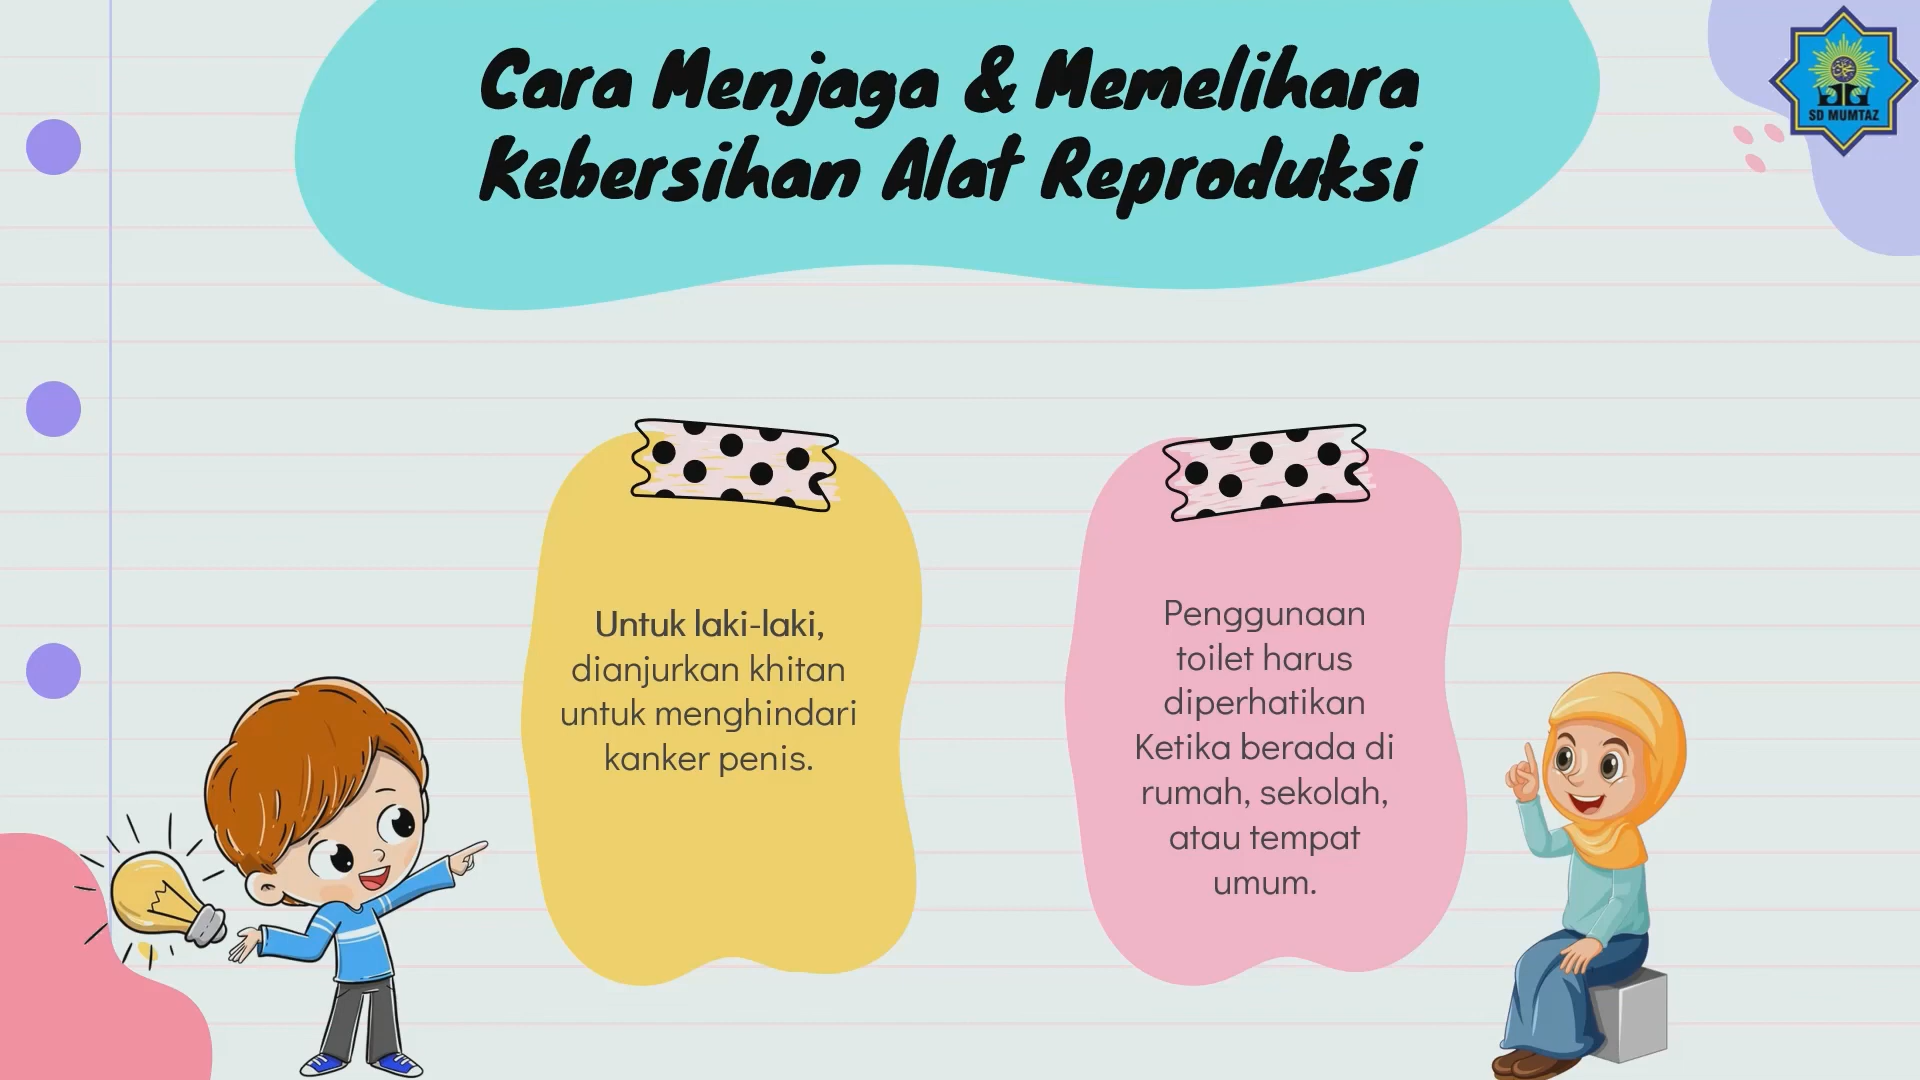 Cara Menjaga & Memelihara
Kebersihan Alat Reproduksi
SD MUMTAZ
Untuk laki-laki,
dianjurkan khitan
untuk menghindari
kanker penis.
Penggunaan
toilet harus
diperhatikan
Ketika berada di
rumah, sekolah,
atau tempat
umum.